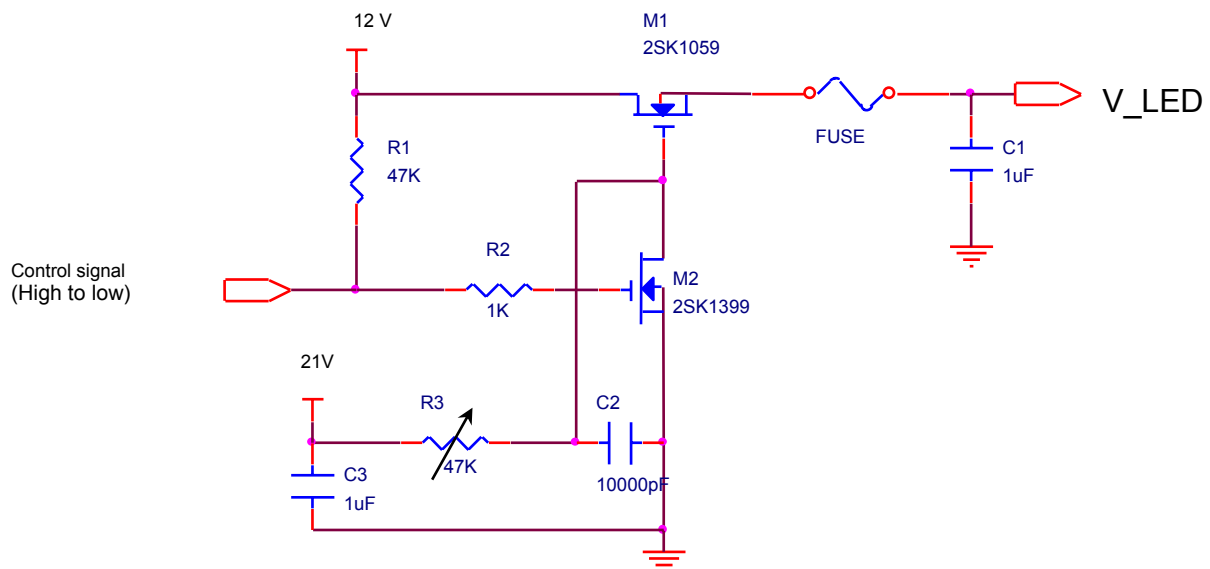 12 V
M1
2SK1059
V_LED
FUSE
R1
47K
C1
1uF
R2
1K
Control signal
(High to low)
M2
2SK1399
21V
R3
47K
C2
10000pF
C3
1uF